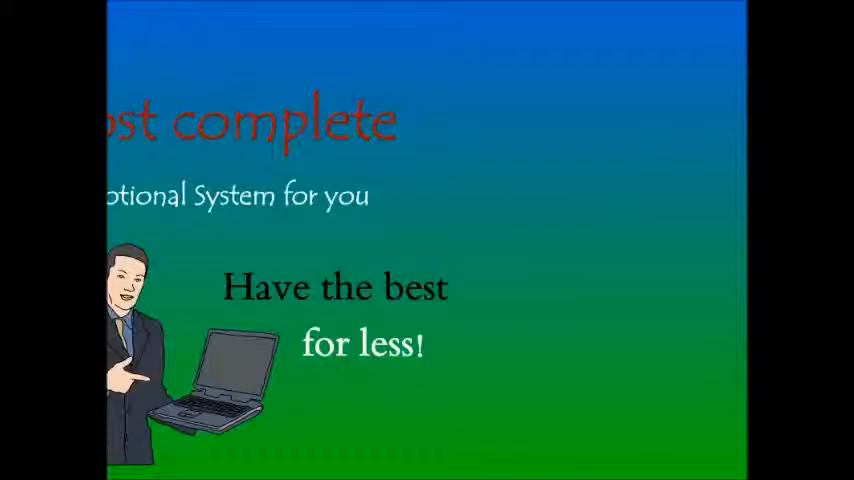 ost complete
otional System for you
Have the best
for less!